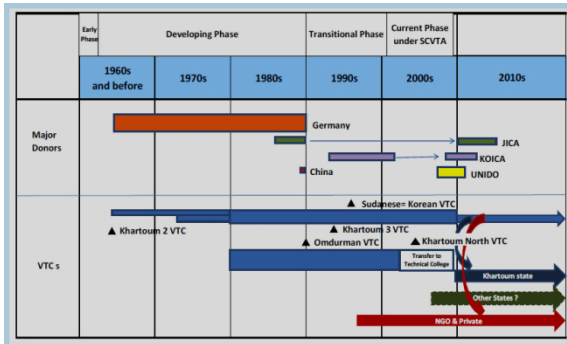 Early
Phase
Developing Phase
Transitional Phase
Current Phase
under SCVTA
1960s
and before
1970s
1980s
1990s
2000s
2010s
Major
Donors
Germany
JICA
KOICA
China
UNIDO
VTC s
Sudanese= Korean VTC
Khartoum 2 VTC
Khartoum 3 VTC
Omdurman VTC
Khartoum North VTC
Transfer to
Technical College
Khartoum state
Other States ?
NGO & Private